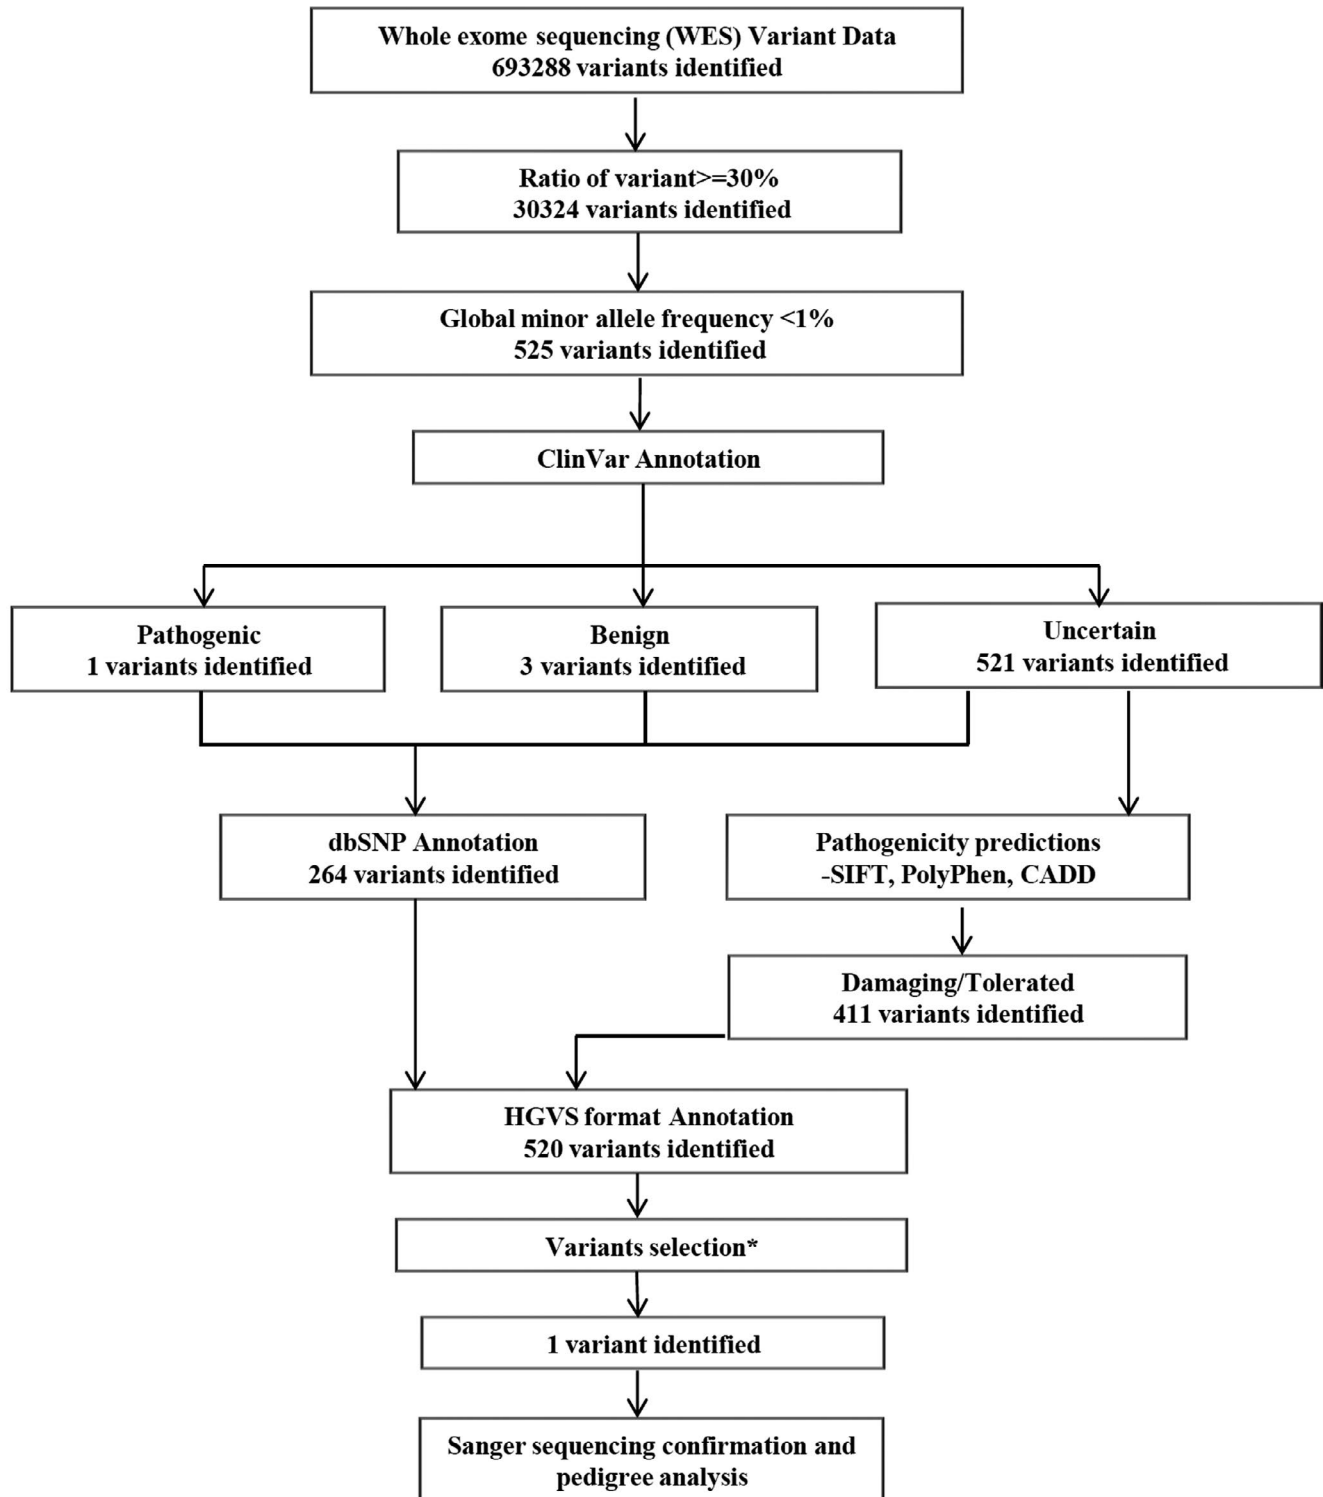 Whole exome sequencing (WES) Variant Data
693288 variants identified
Ratio of variant>=30%
30324 variants identified
Global minor allele frequency <1%
525 variants identified
ClinVar Annotation
Pathogenic
1 variants identified
Benign
3 variants identified
Uncertain
521 variants identified
dbSNP Annotation
264 variants identified
Pathogenicity predictions
-SIFT, PolyPhen, CADD
Damaging/Tolerated
411 variants identified
HGVS format Annotation
520 variants identified
Variants selection*
1 variant identified
Sanger sequencing confirmation and
pedigree analysis